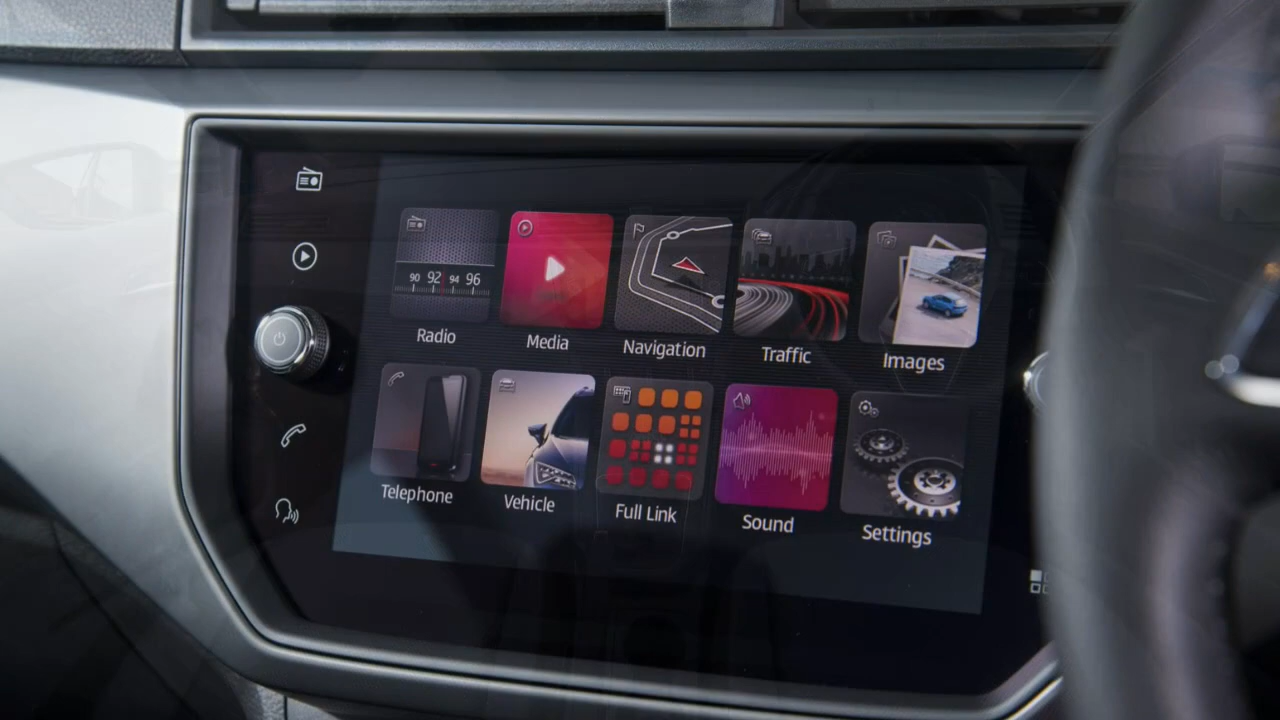 90 92 94 96
Radio
Media
Navigation
Traffic
Images
Telephone
Vehicle
Full Link
Sound
Settings